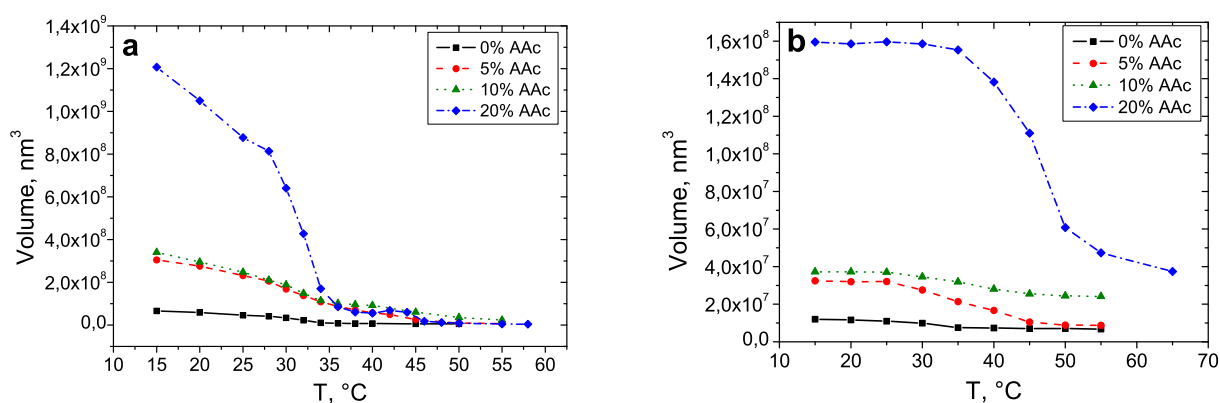 a
1,4x10⁹
1,2x10⁹
1,0x10⁹
8,0x10⁸
6,0x10⁸
4,0x10⁸
2,0x10⁸
0,0
Volume, nm³
10 15 20 25 30 35 40 45 50 55 60
T, °C
0% AAc
5% AAc
10% AAc
20% AAc
b
1,6x10⁸
1,4x10⁸
1,2x10⁸
1,0x10⁸
8,0x10⁷
6,0x10⁷
4,0x10⁷
2,0x10⁷
0,0
Volume, nm³
10 20 30 40 50 60 70
T, °C
0% AAc
5% AAc
10% AAc
20% AAc